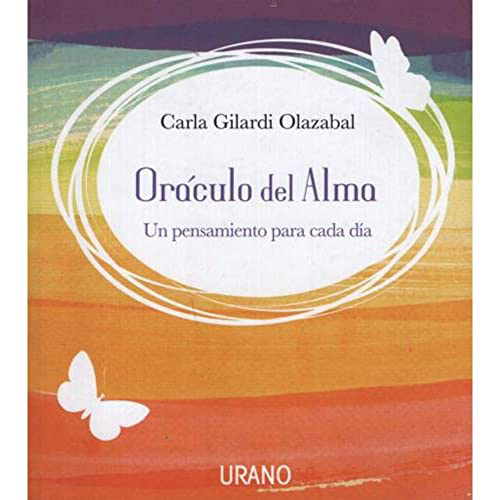 Carla Gilardi Olazabal
Oráculo del Alma
Un pensamiento para cada día
URANO